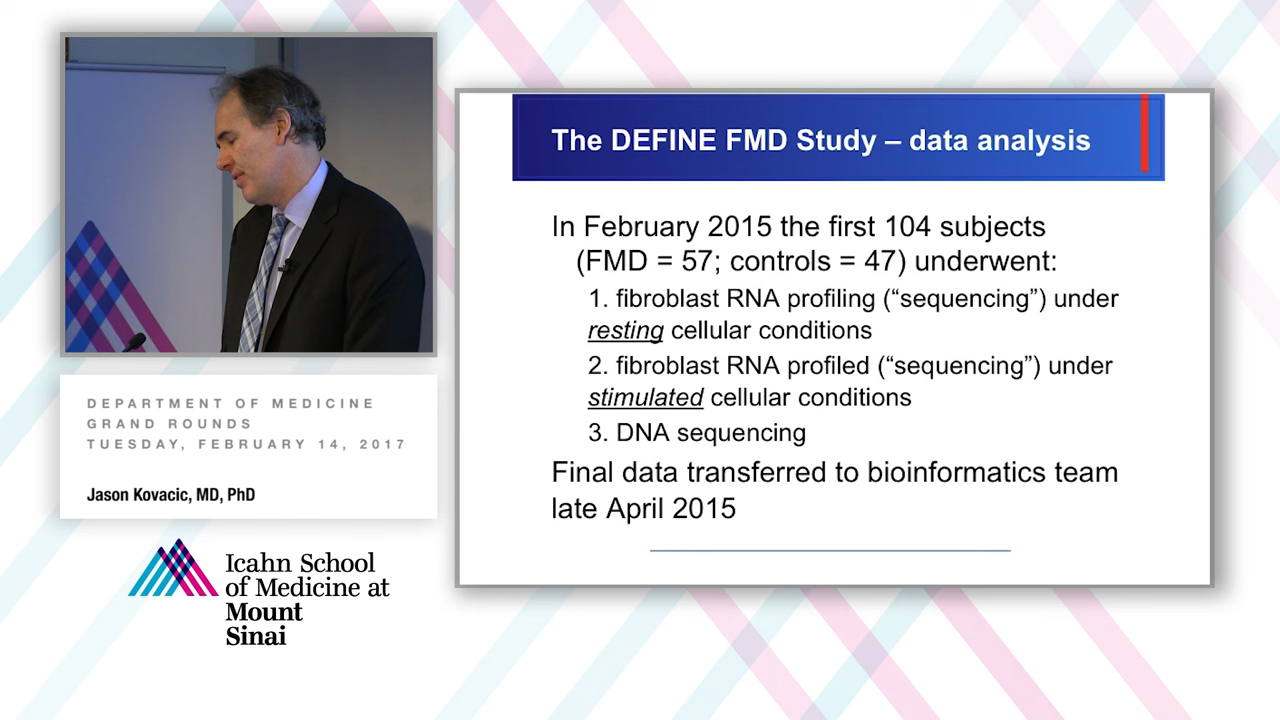 The DEFINE FMD Study – data analysis
In February 2015 the first 104 subjects
(FMD = 57; controls = 47) underwent:
1. fibroblast RNA profiling (“sequencing”) under
resting cellular conditions
2. fibroblast RNA profiled (“sequencing”) under
stimulated cellular conditions
3. DNA sequencing
Final data transferred to bioinformatics team
late April 2015
DEPARTMENT OF MEDICINE
GRAND ROUNDS
TUESDAY, FEBRUARY 14, 2017
Jason Kovacic, MD, PhD
Icahn School
of Medicine at
Mount
Sinai